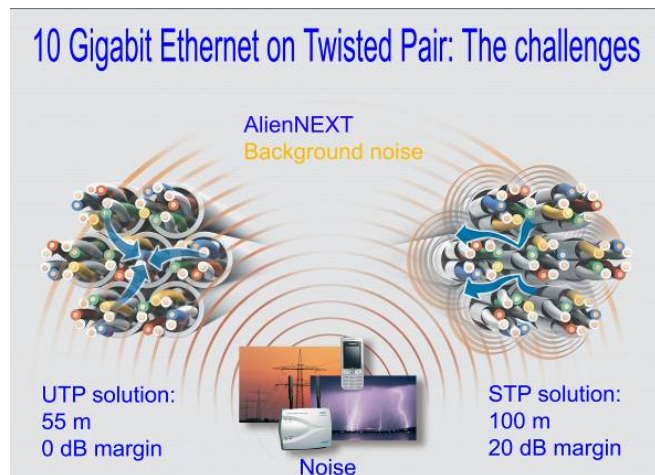 10 Gigabit Ethernet on Twisted Pair: The challenges
AlienNEXT
Background noise
UTP solution:
55 m
0 dB margin
STP solution:
100 m
20 dB margin
Noise